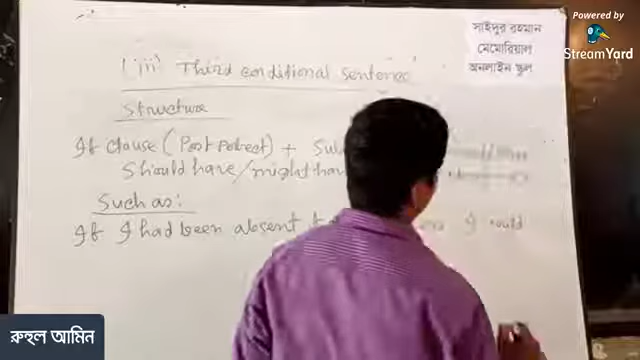 Powered by
StreamYard
সাইদুর রহমান
মেমোরিয়াল
অনলাইন স্কুল
(iii) Third conditional sentence
Structure
If clause (Past Perfect) +
Should have/might
Such as:
If I had been absent I could
রুহুল আমিন